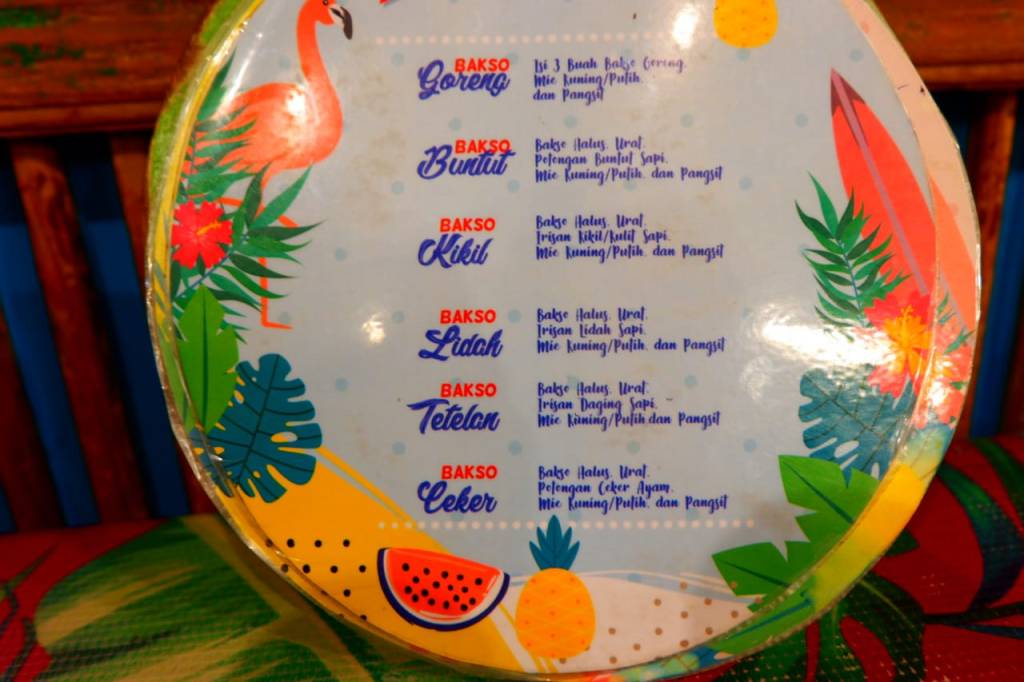 BAKSO
Goreng
Isi 3 Buah Bakso Goreng.
Mie Kuning/Putih.
dan Pangsit
BAKSO
Buntut
Bakso Halus, Urat.
Potongan Buntut Sapi.
Mie Kuning/Putih. dan Pangsit
BAKSO
Kikil
Bakso Halus, Urat.
Irisan Kikil/Kulit Sapi.
Mie Kuning/Putih. dan Pangsit
BAKSO
Lidah
Bakso Halus, Urat.
Irisan Lidah Sapi.
Mie Kuning/Putih. dan Pangsit
BAKSO
Tetelan
Bakso Halus, Urat.
Irisan Daging Sapi.
Mie Kuning/Putih.dan Pangsit
BAKSO
Ceker
Bakso Halus, Urat.
Potongan Ceker Ayam.
Mie Kuning/Putih. dan Pangsit